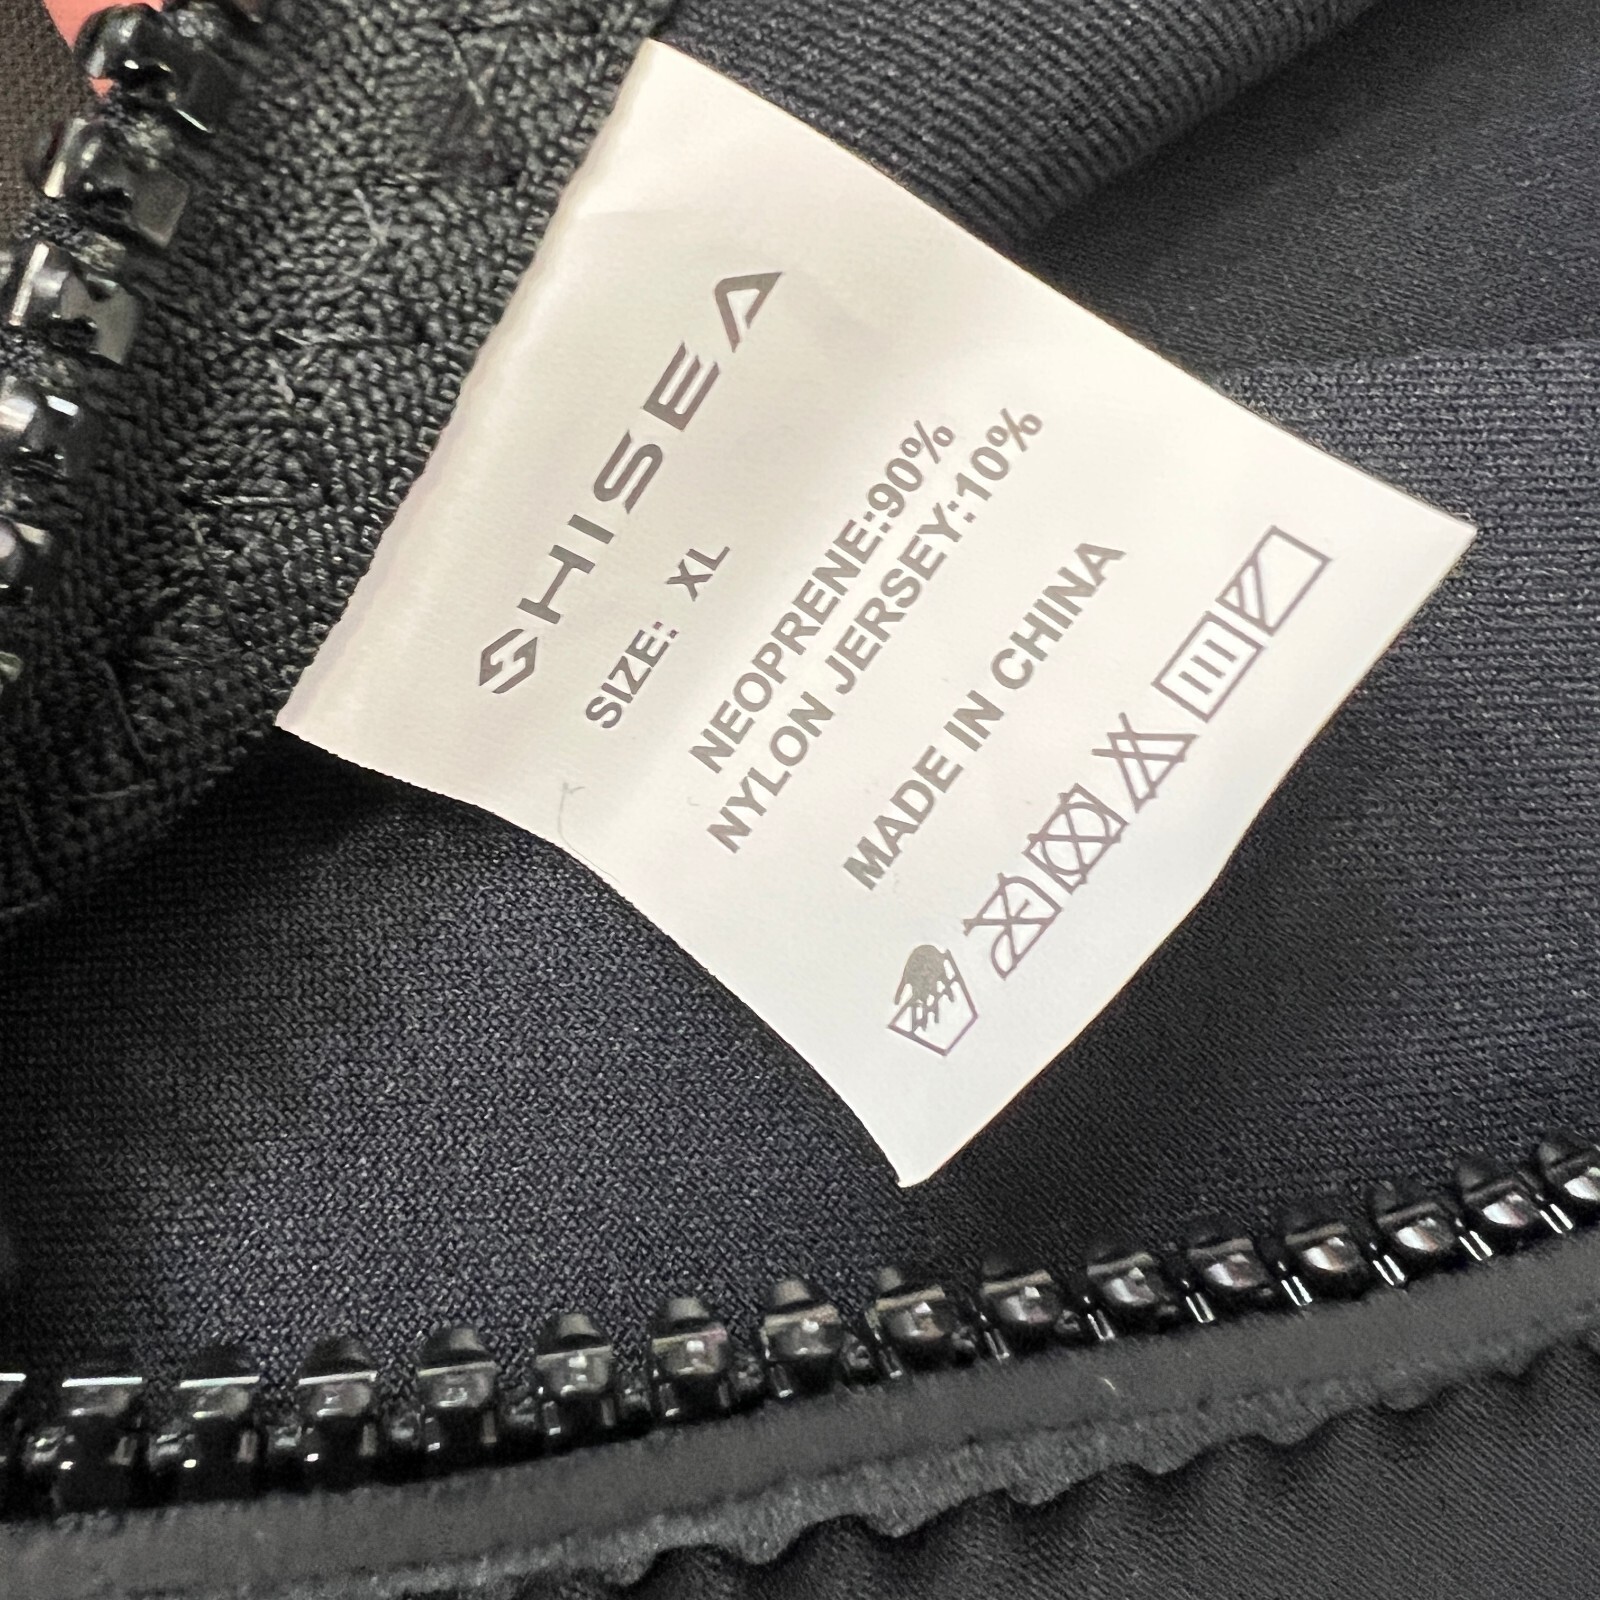 SHISEA
SIZE: XL
NEOPRENE:90%
NYLON JERSEY:10%
MADE IN CHINA